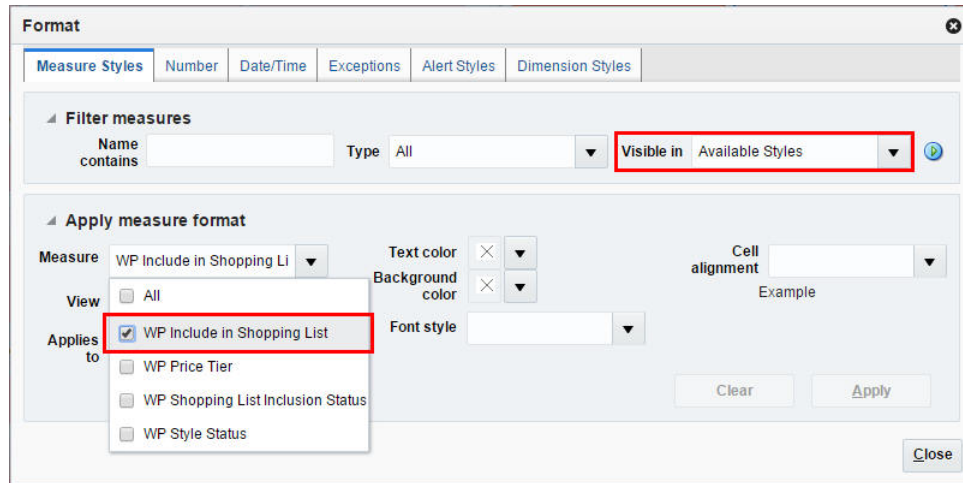 Format
Measure Styles Number Date/Time Exceptions Alert Styles Dimension Styles
Filter measures
Name contains Type All Visible in Available Styles
Apply measure format
Measure WP Include in Shopping Li Text color Cell alignment
Background color Example
View All
Applies to WP Include in Shopping List Font style
WP Price Tier
WP Shopping List Inclusion Status Clear Apply
WP Style Status
Close